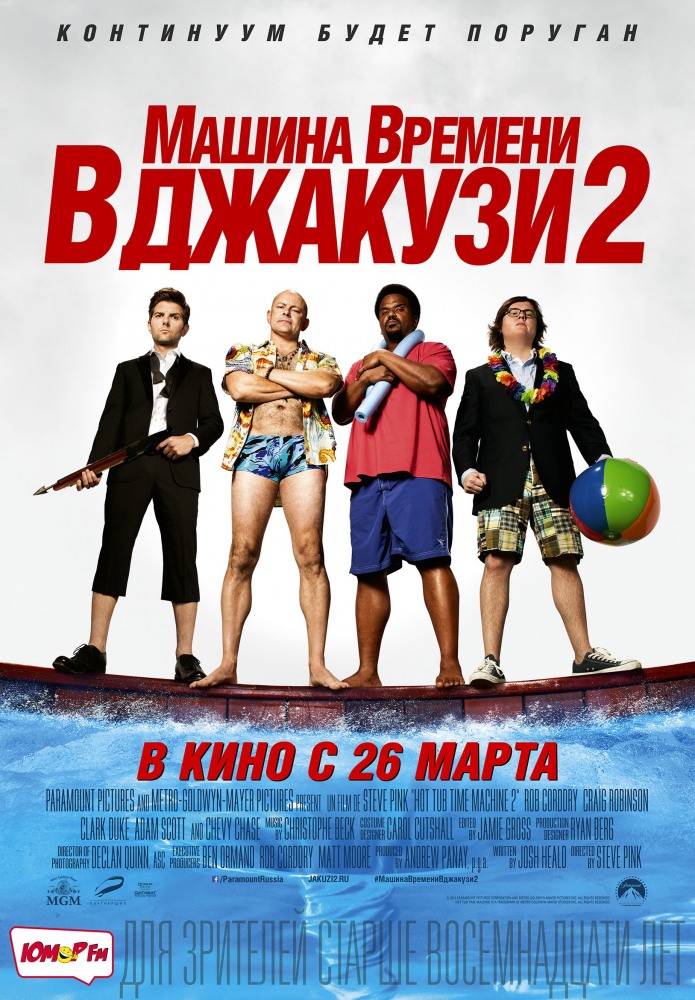 КОНТИНУУМ БУДЕТ ПОРУГАН
МАШИНА ВРЕМЕНИ
В ДЖАКУЗИ 2
В КИНО С 26 МАРТА
PARAMOUNT PICTURES AND METRO-GOLDWYN-MAYER PICTURES PRESENT UN FILM DE STEVE PINK "HOT TUB TIME MACHINE 2" ROB CORDDRY CRAIG ROBINSON
CLARK DUKE ADAM SCOTT AND CHEVY CHASE MUSIC BY CHRISTOPHE BECK COSTUME DESIGNER CAROL CUTSHALL EDITED BY JAMIE GROSS PRODUCTION DESIGNER RYAN BERG
DIRECTOR OF PHOTOGRAPHY DECLAN QUINN, ASC EXECUTIVE PRODUCERS BEN ORMAND ROB CORDDRY MATT MOORE PRODUCED BY ANDREW PANAY, p.g.a. WRITTEN BY JOSH HEALD DIRECTED BY STEVE PINK
f/ParamountRussia JAKUZI2.RU #МашинаВремениВджакузи2
MGM
ЮМОР FM
ДЛЯ ЗРИТЕЛЕЙ СТАРШЕ ВОСЕМНАДЦАТИ ЛЕТ